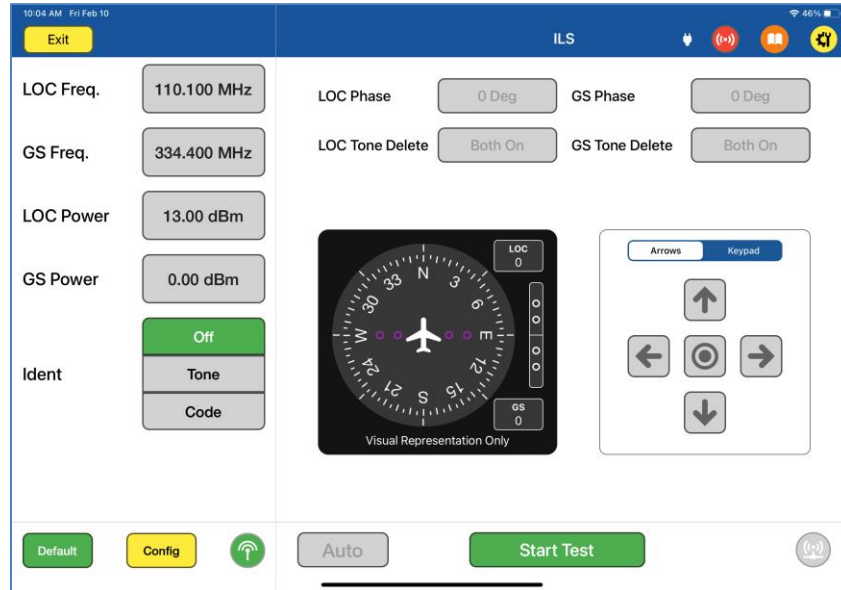 10:04 AM Fri Feb 10
46%
Exit
ILS
LOC Freq.
110.100 MHz
GS Freq.
334.400 MHz
LOC Power
13.00 dBm
GS Power
0.00 dBm
Ident
Off
Tone
Code
LOC Phase
0 Deg
GS Phase
0 Deg
LOC Tone Delete
Both On
GS Tone Delete
Both On
LOC
0
N
3
6
E
12
15
S
21
24
W
30
33
GS
0
Visual Representation Only
Arrows
Keypad
Default
Config
Auto
Start Test